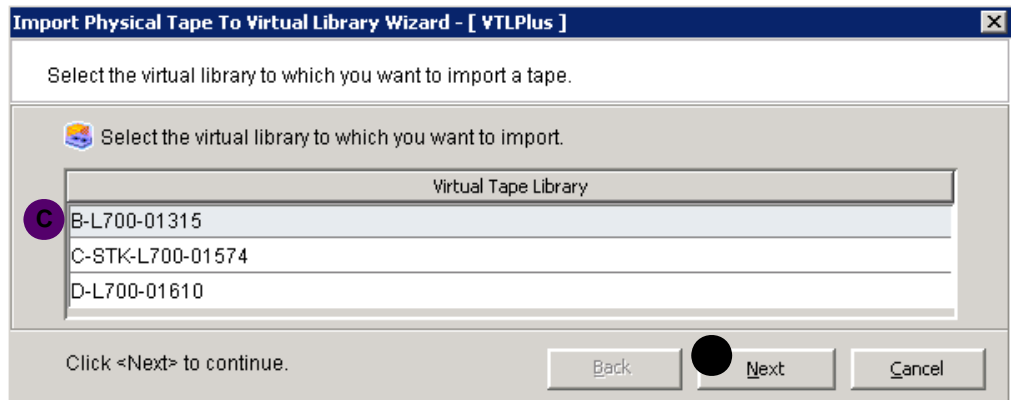 Import Physical Tape To Virtual Library Wizard - [ VTLPlus ]
Select the virtual library to which you want to import a tape.
Select the virtual library to which you want to import.
Virtual Tape Library
C
B-L700-01315
C-STK-L700-01574
D-L700-01610
Click <Next> to continue.
Back
Next
Cancel